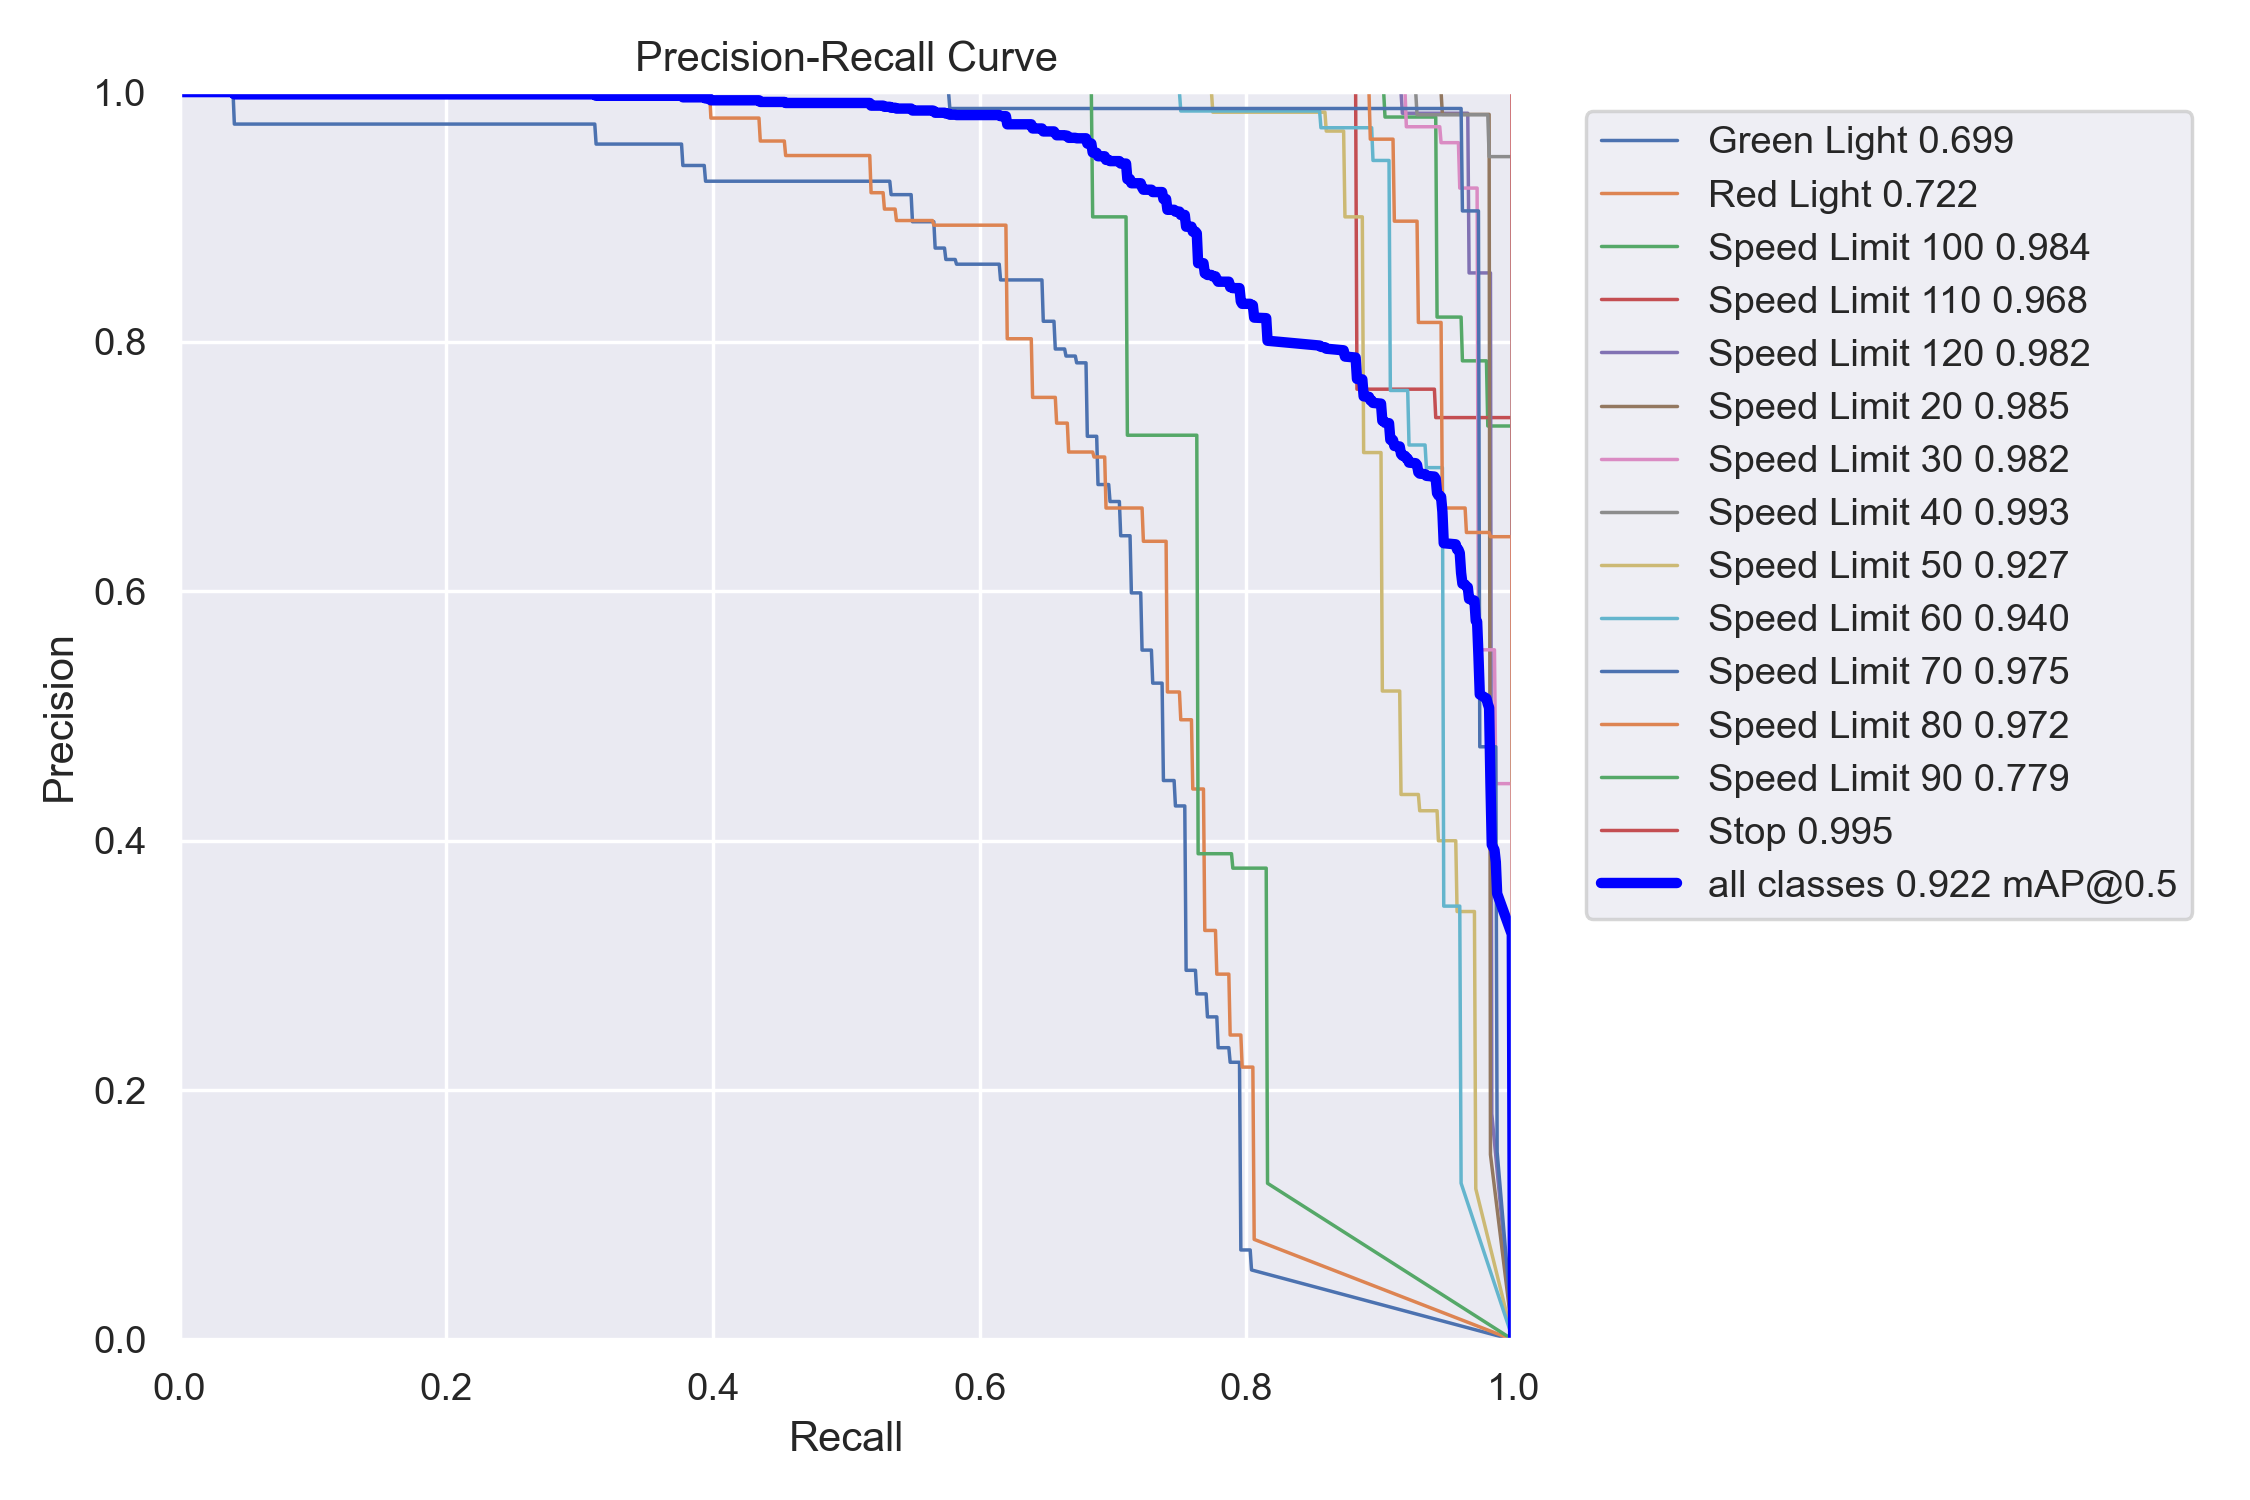 Precision-Recall Curve
1.0
0.8
0.6
0.4
0.2
0.0
Precision
0.0 0.2 0.4 0.6 0.8 1.0
Recall
Green Light 0.699
Red Light 0.722
Speed Limit 100 0.984
Speed Limit 110 0.968
Speed Limit 120 0.982
Speed Limit 20 0.985
Speed Limit 30 0.982
Speed Limit 40 0.993
Speed Limit 50 0.927
Speed Limit 60 0.940
Speed Limit 70 0.975
Speed Limit 80 0.972
Speed Limit 90 0.779
Stop 0.995
all classes 0.922 mAP@0.5